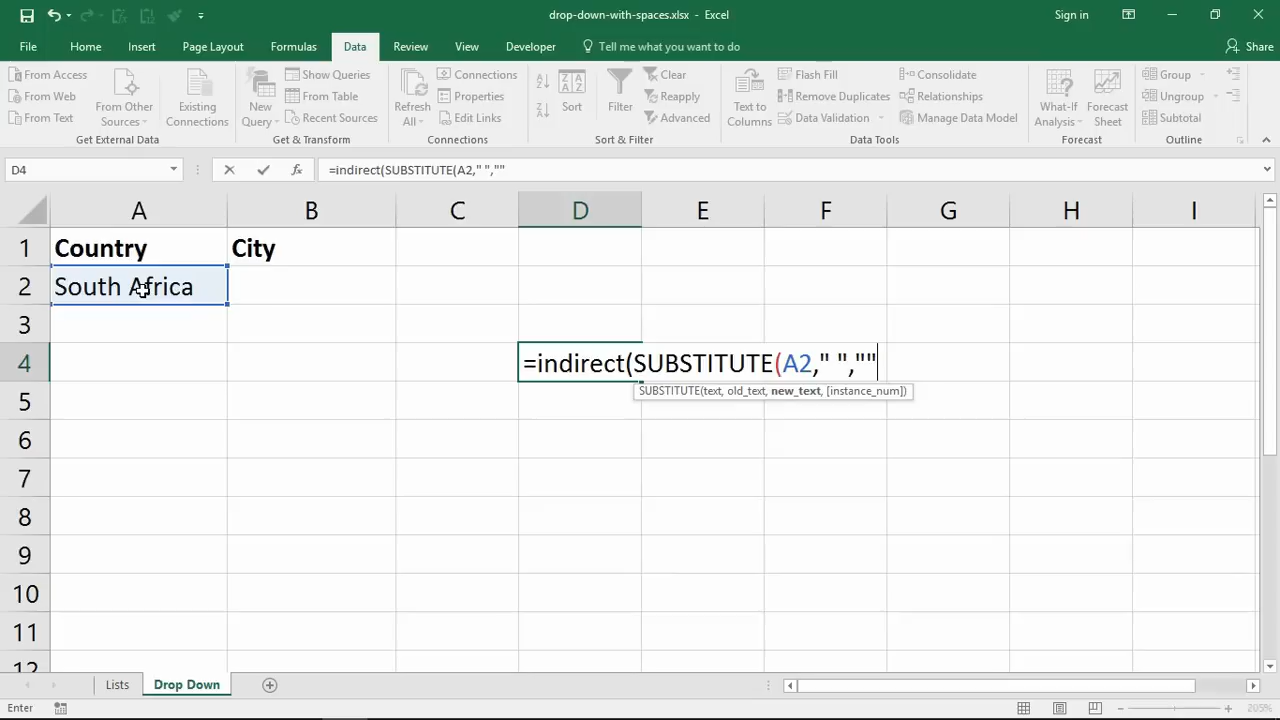 drop-down-with-spaces.xlsx - Excel
Sign in
File Home Insert Page Layout Formulas Data Review View Developer Tell me what you want to do Share
From Access
From Web
From Text
From Other Sources
Existing Connections
Get External Data
New Query
Show Queries
From Table
Recent Sources
Get & Transform
Refresh All
Connections
Properties
Edit Links
Connections
Sort
Filter
Clear
Reapply
Advanced
Sort & Filter
Text to Columns
Flash Fill
Remove Duplicates
Data Validation
Consolidate
Relationships
Manage Data Model
Data Tools
What-If Analysis
Forecast Sheet
Forecast
Group
Ungroup
Subtotal
Outline
D4 fx =indirect(SUBSTITUTE(A2," ",""
A B C D E F G H I
1 Country City
2 South Africa
3
4 =indirect(SUBSTITUTE(A2," ",""
SUBSTITUTE(text, old_text, new_text, [instance_num])
5
6
7
8
9
10
11
12
Lists Drop Down
Enter 205%